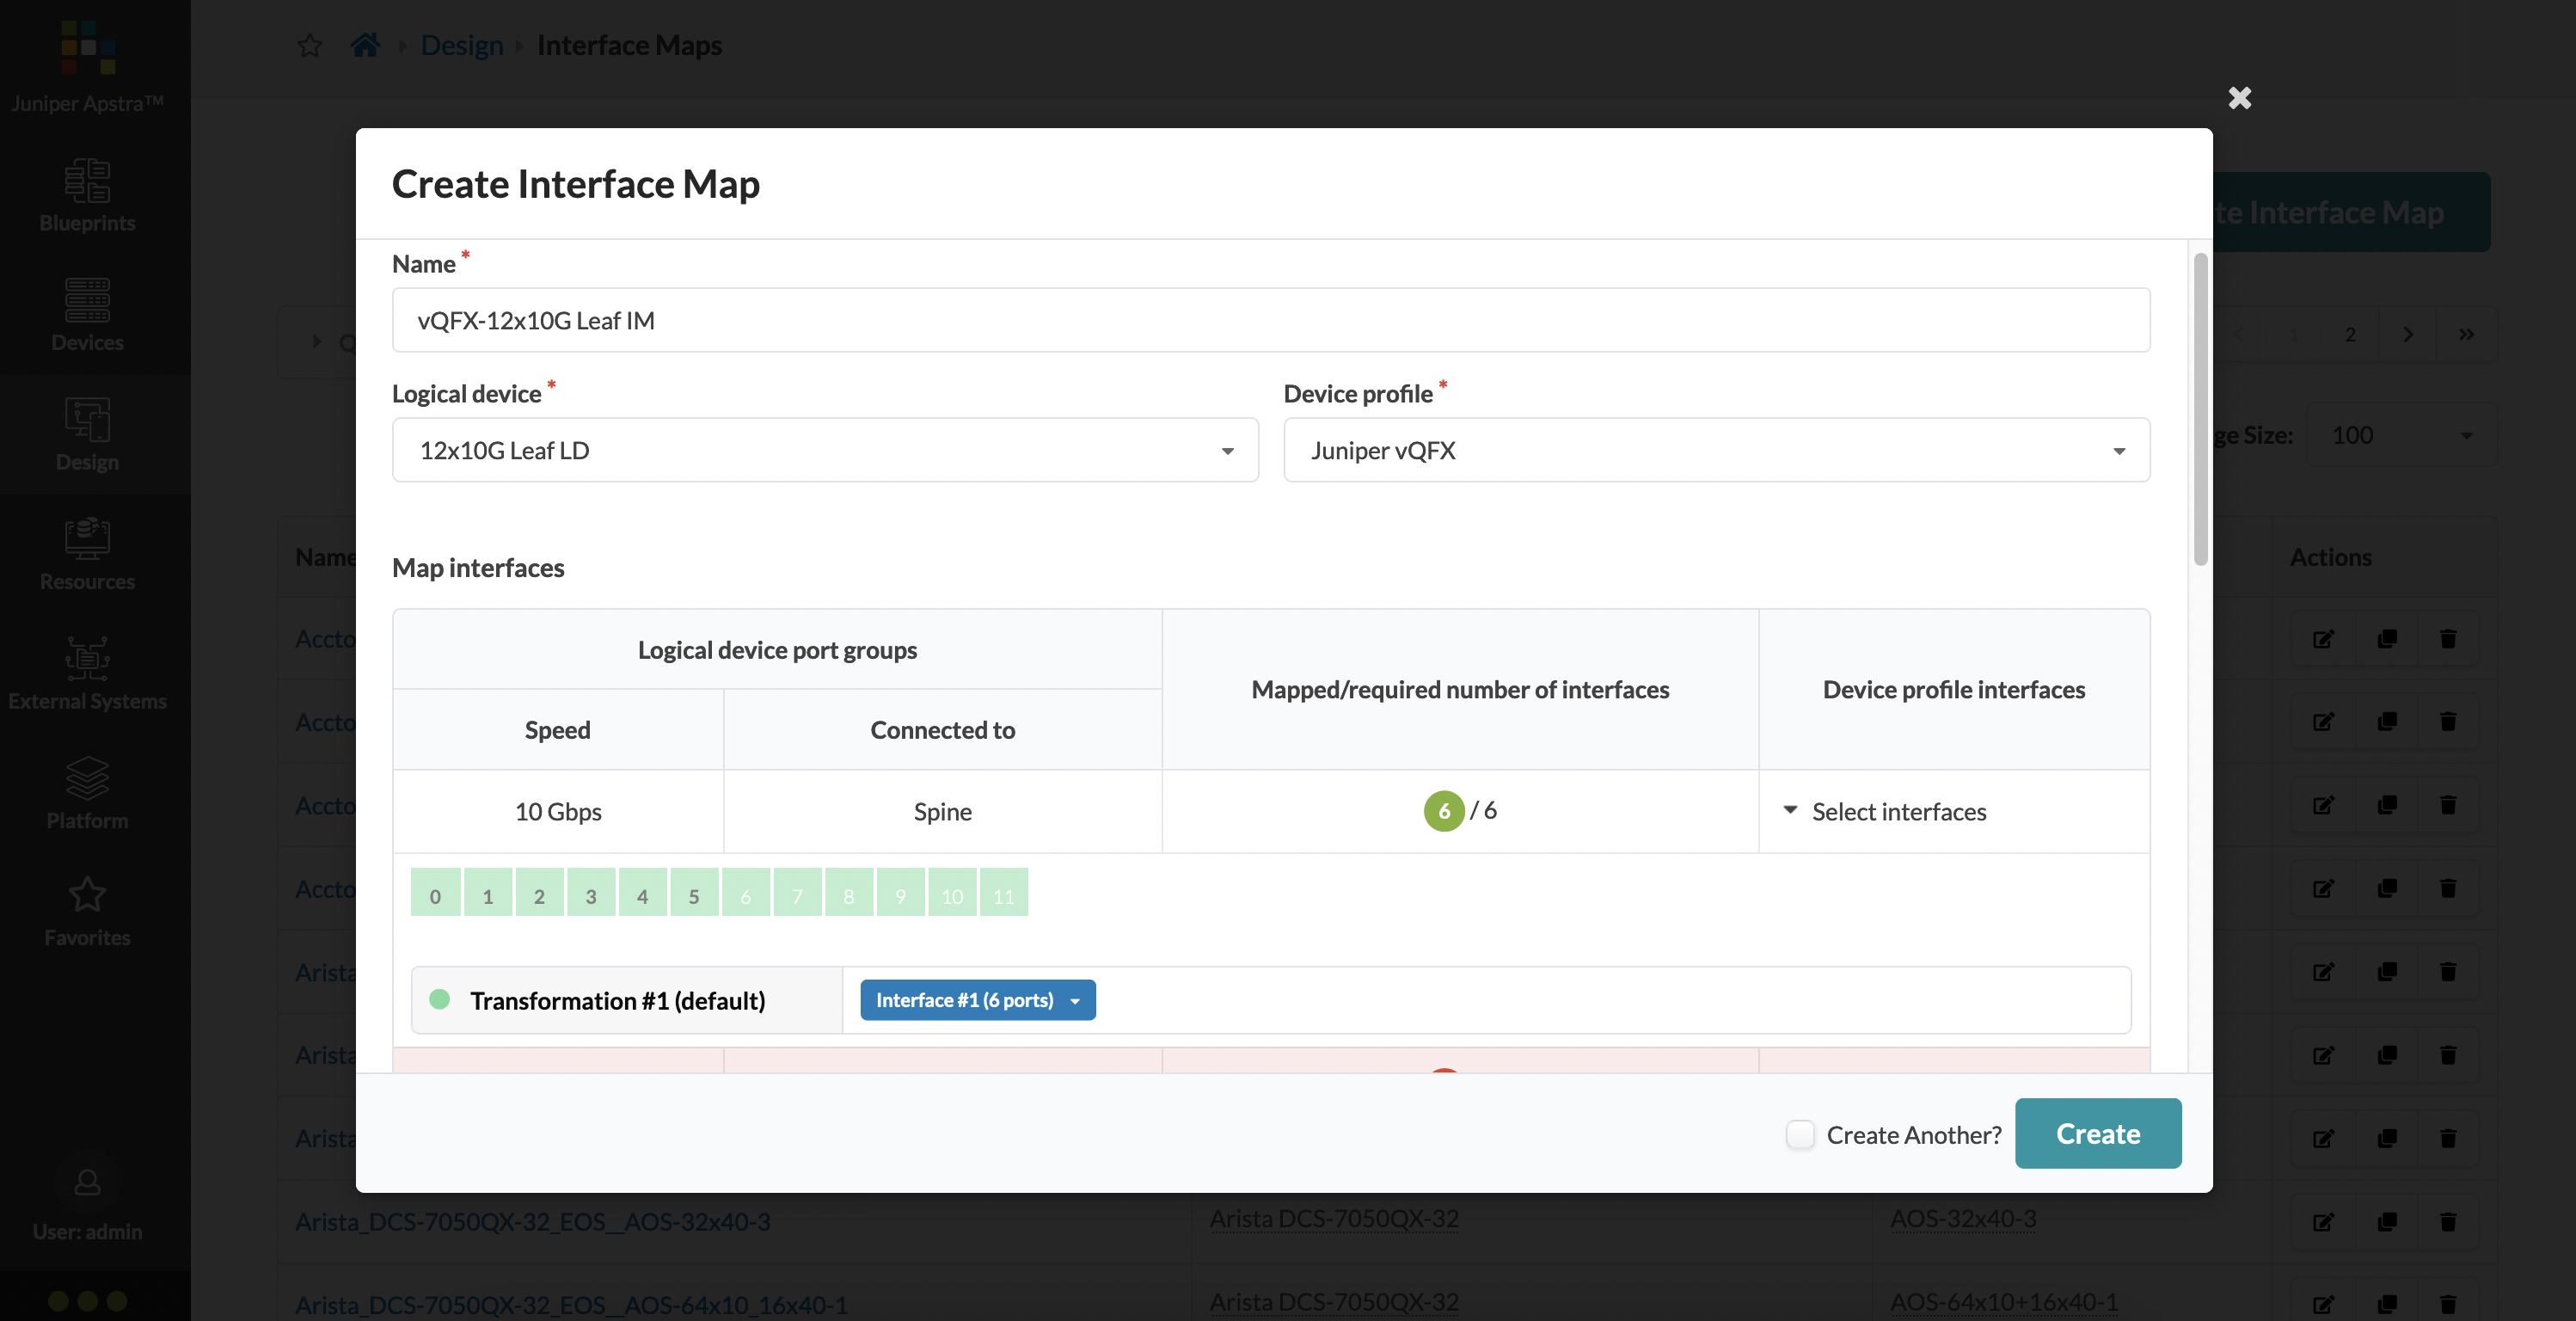 Juniper Apstra™
Design
Interface Maps
Blueprints
Devices
Design
Resources
External Systems
Platform
Favorites
User: admin
te Interface Map
Create Interface Map
Name *
vQFX-12x10G Leaf IM
Logical device *
Device profile *
12x10G Leaf LD
Juniper vQFX
Map interfaces
Logical device port groups
Mapped/required number of interfaces
Device profile interfaces
Speed
Connected to
10 Gbps
Spine
6 / 6
Select interfaces
0 1 2 3 4 5 6 7 8 9 10 11
Transformation #1 (default)
Interface #1 (6 ports)
Create Another?
Create
Q
1 2
ge Size: 100
Name
Actions
Accto
Accto
Accto
Accto
Arista
Arista
Arista
Arista_DCS-7050QX-32_EOS__AOS-32x40-3
Arista DCS-7050QX-32
AOS-32x40-3
Arista_DCS-7050QX-32_EOS__AOS-64x10_16x40-1
Arista DCS-7050QX-32
AOS-64x10+16x40-1